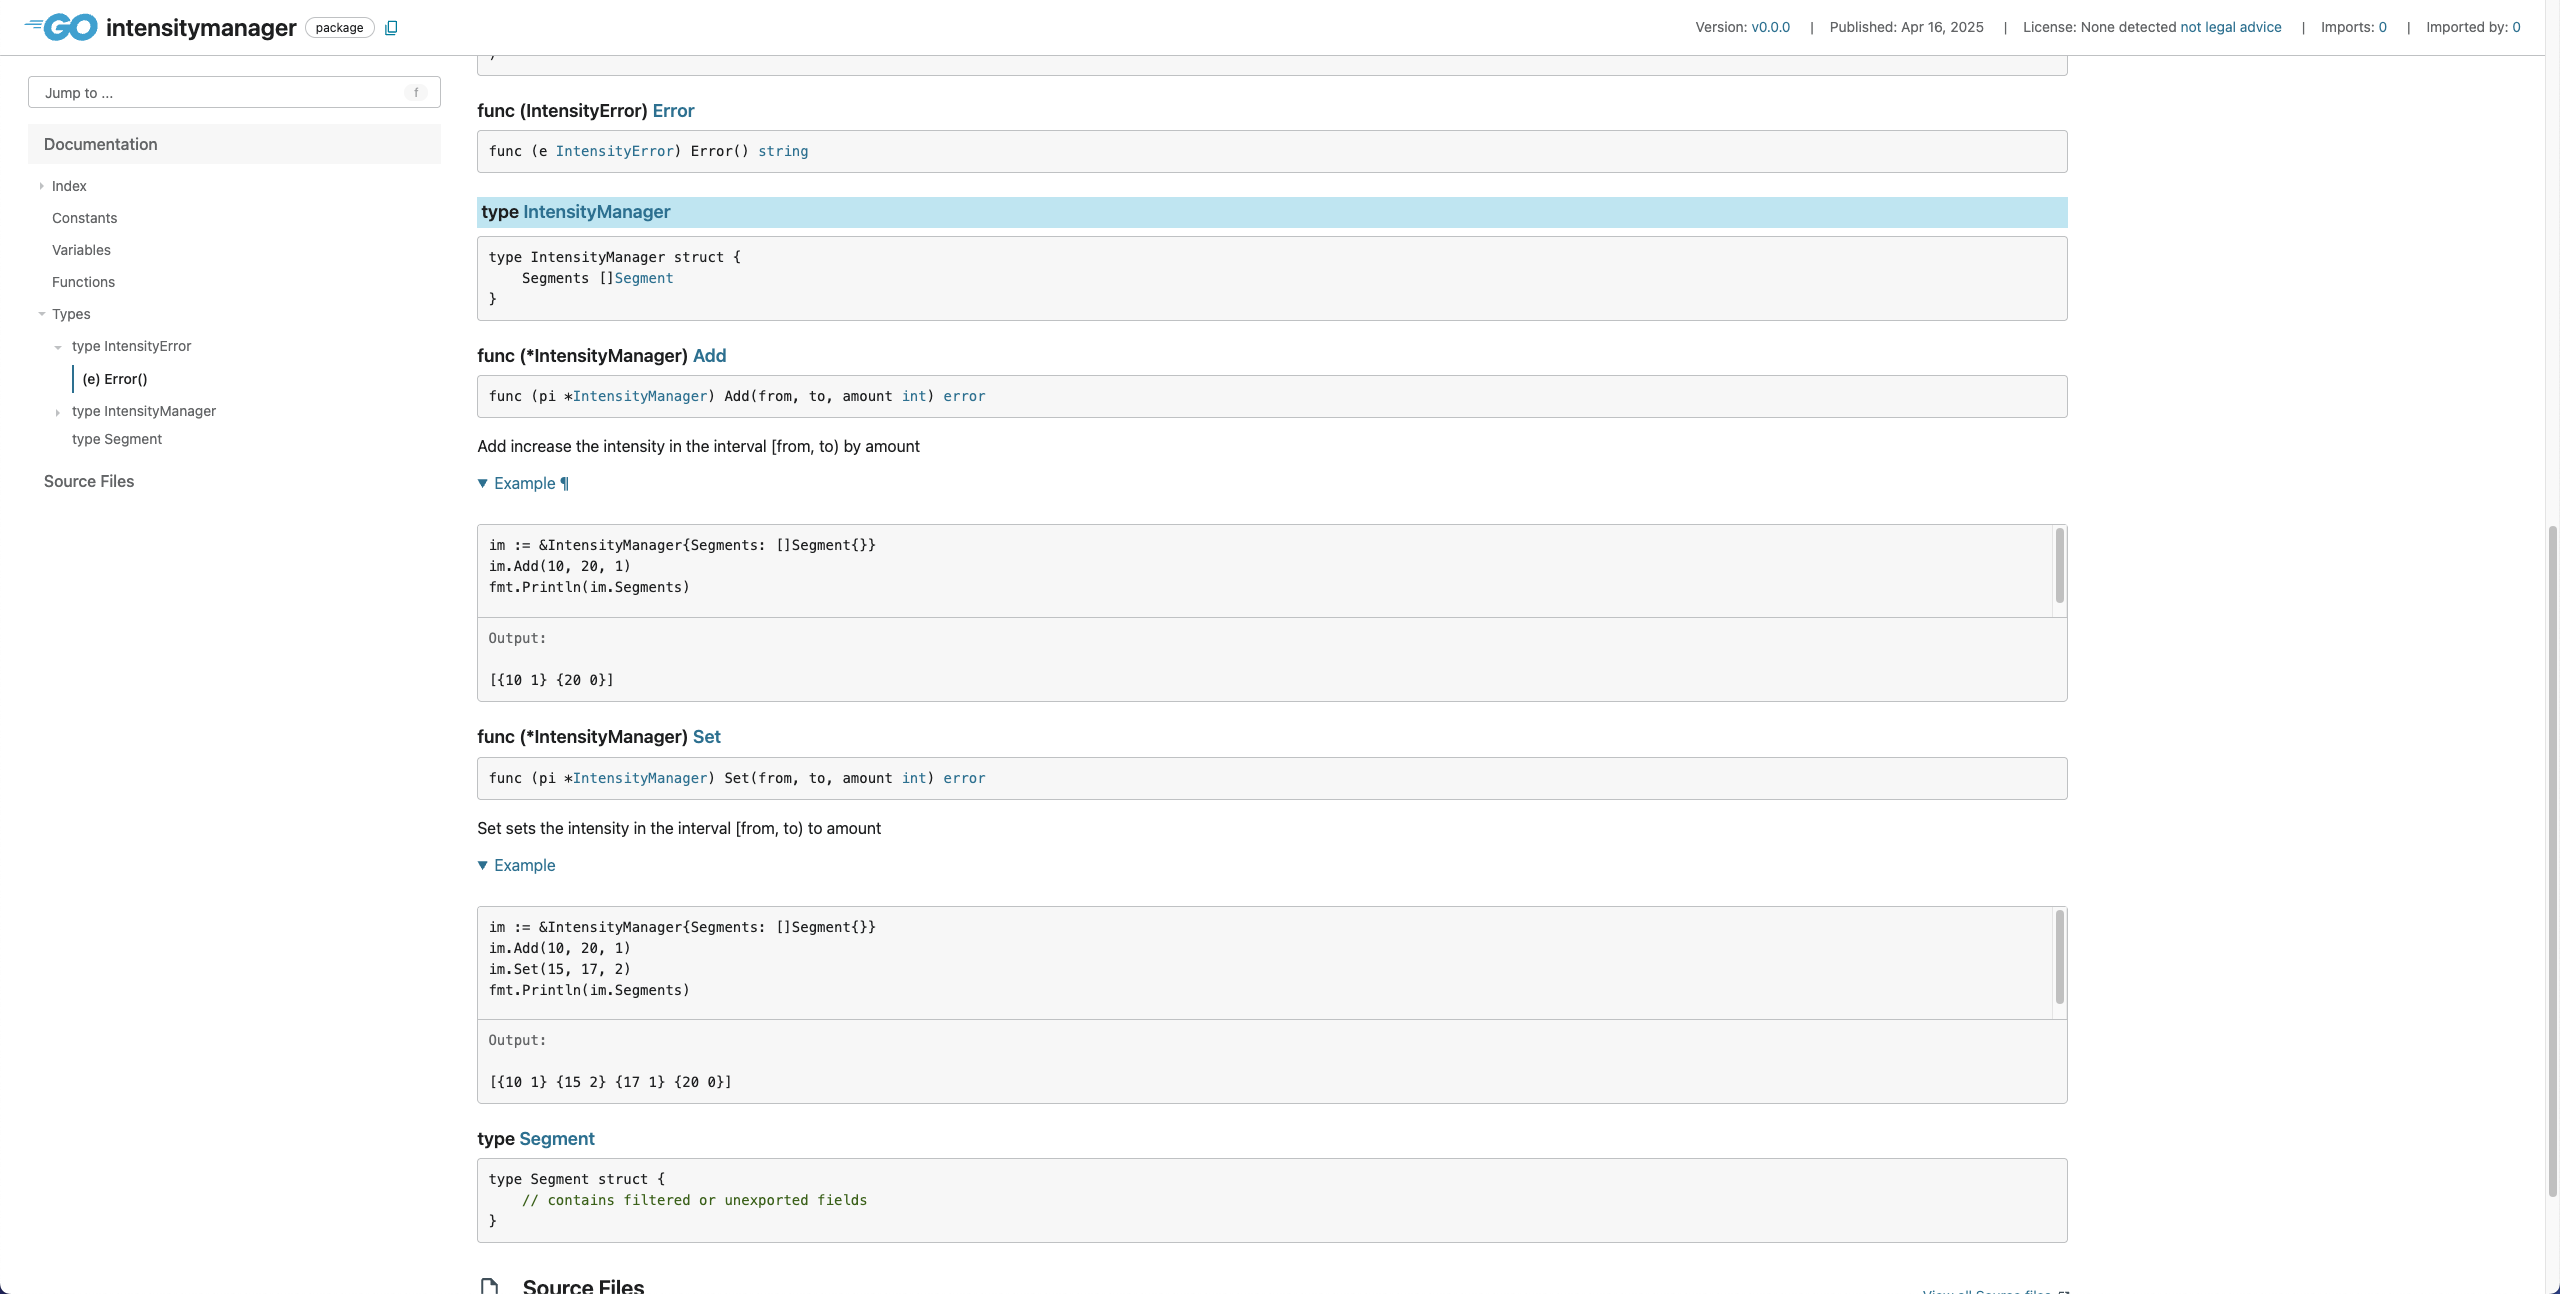 GO intensitymanager package
Version: v0.0.0 | Published: Apr 16, 2025 | License: None detected not legal advice | Imports: 0 | Imported by: 0
Jump to ... f
Documentation
Index
Constants
Variables
Functions
Types
type IntensityError
(e) Error()
type IntensityManager
type Segment
Source Files
func (IntensityError) Error
func (e IntensityError) Error() string
type IntensityManager
type IntensityManager struct {
Segments []Segment
}
func (*IntensityManager) Add
func (pi *IntensityManager) Add(from, to, amount int) error
Add increase the intensity in the interval [from, to) by amount
▼ Example ¶
im := &IntensityManager{Segments: []Segment{}}
im.Add(10, 20, 1)
fmt.Println(im.Segments)
Output:
[{10 1} {20 0}]
func (*IntensityManager) Set
func (pi *IntensityManager) Set(from, to, amount int) error
Set sets the intensity in the interval [from, to) to amount
▼ Example
im := &IntensityManager{Segments: []Segment{}}
im.Add(10, 20, 1)
im.Set(15, 17, 2)
fmt.Println(im.Segments)
Output:
[{10 1} {15 2} {17 1} {20 0}]
type Segment
type Segment struct {
// contains filtered or unexported fields
}
Source Files
View all Source files